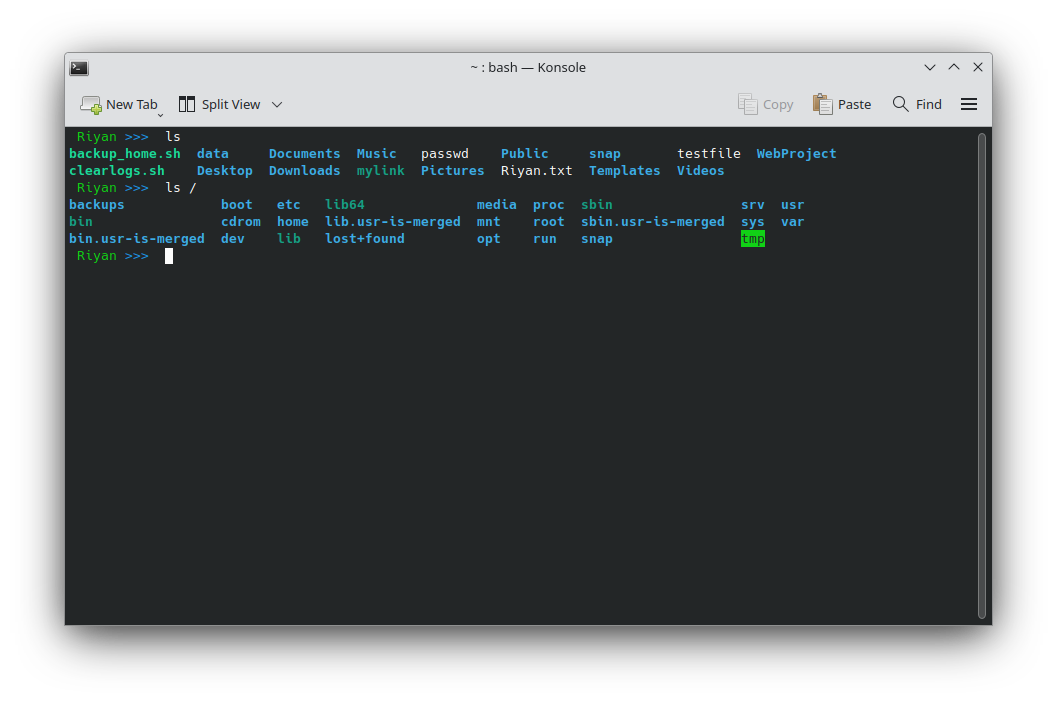 ~ : bash — Konsole
New Tab Split View Copy Paste Find
Riyan >>> ls
backup_home.sh data Documents Music passwd Public snap testfile WebProject
clearlogs.sh Desktop Downloads mylink Pictures Riyan.txt Templates Videos
Riyan >>> ls /
backups boot etc lib64 media proc sbin srv usr
bin cdrom home lib.usr-is-merged mnt root sbin.usr-is-merged sys var
bin.usr-is-merged dev lib lost+found opt run snap tmp
Riyan >>>